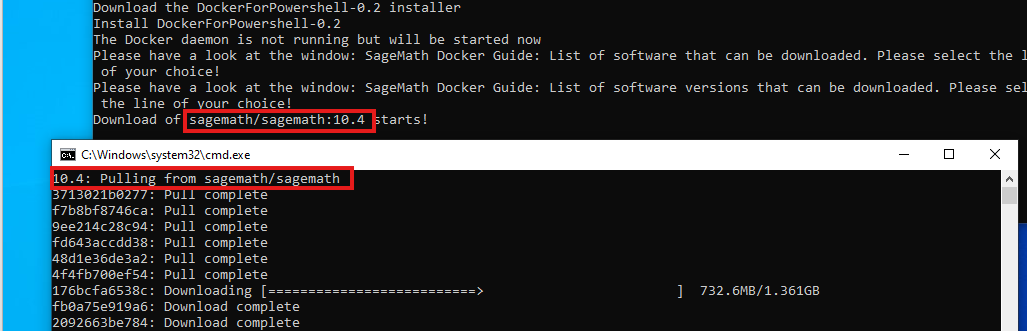 Download the DockerForPowershell-0.2 installer
Install DockerForPowershell-0.2
The Docker daemon is not running but will be started now
Please have a look at the window: SageMath Docker Guide: List of software that can be downloaded. Please select the l
of your choice!
Please have a look at the window: SageMath Docker Guide: List of software versions that can be downloaded. Please sel
the line of your choice!
Download of sagemath/sagemath:10.4 starts!
C:\Windows\system32\cmd.exe
10.4: Pulling from sagemath/sagemath
3713021b0277: Pull complete
f7b8bf8746ca: Pull complete
9ee214c28c94: Pull complete
fd643accdd38: Pull complete
48d1e36de3a2: Pull complete
4f4fb700ef54: Pull complete
176bcfa6538c: Downloading [==========================>                        ]  732.6MB/1.361GB
fb0a75e919a6: Download complete
2092663be784: Download complete